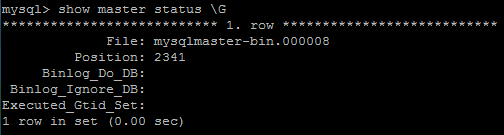 mysql> show master status \G
*************************** 1. row ***************************
File: mysqlmaster-bin.000008
Position: 2341
Binlog_Do_DB:
Binlog_Ignore_DB:
Executed_Gtid_Set:
1 row in set (0.00 sec)